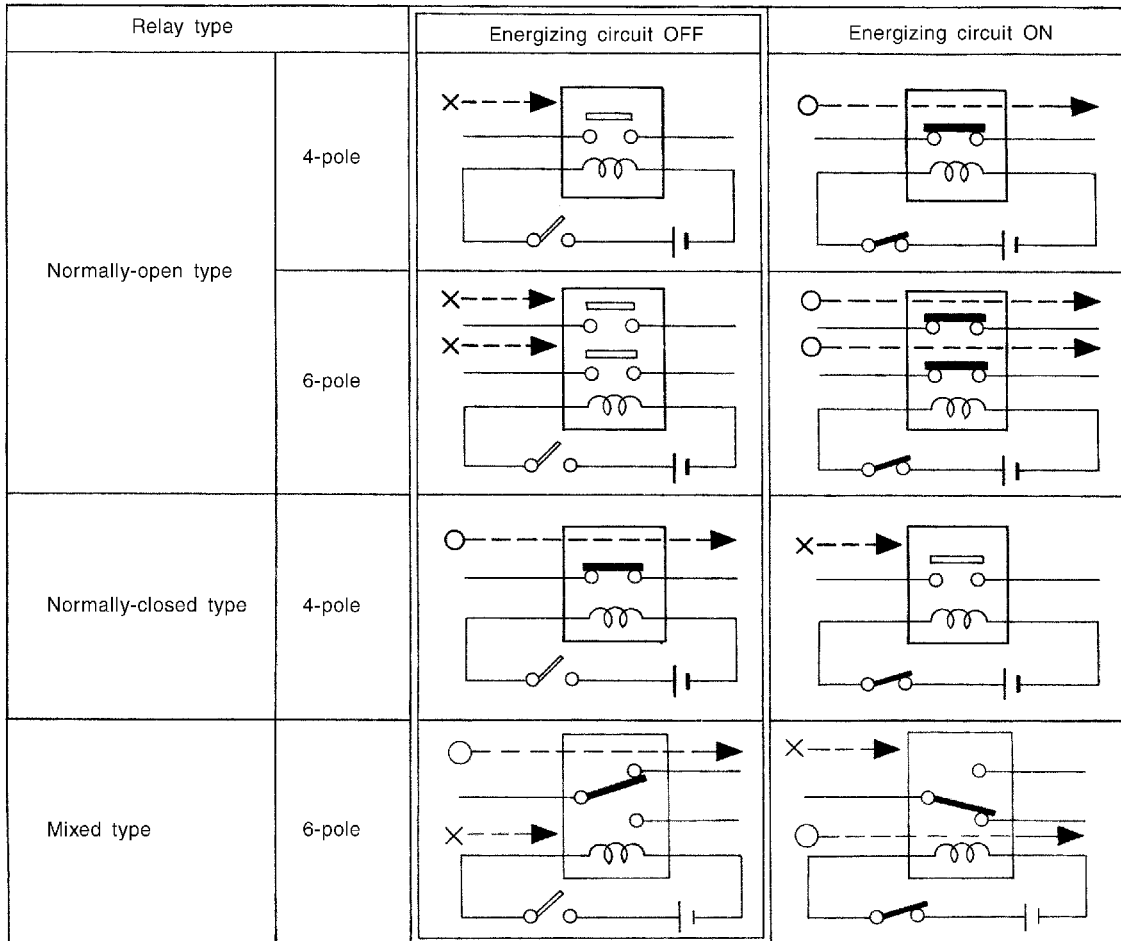 Relay type
Energizing circuit OFF
Energizing circuit ON
Normally-open type
4-pole
6-pole
Normally-closed type
4-pole
Mixed type
6-pole